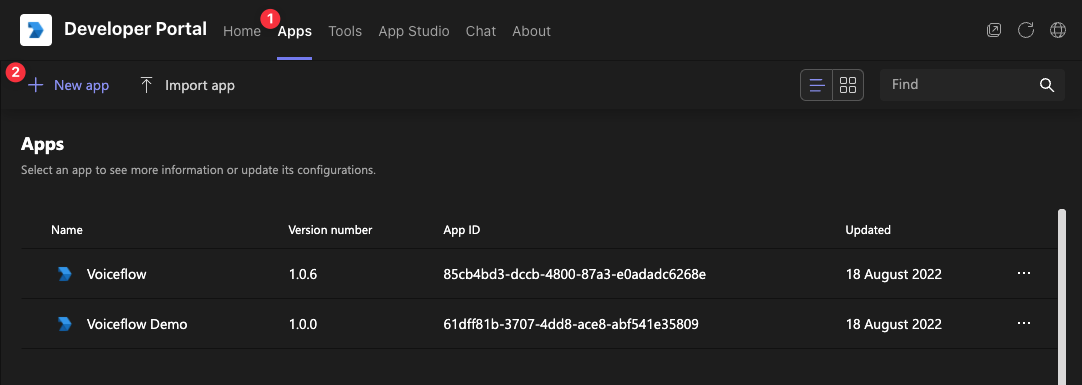 1
Developer Portal Home Apps Tools App Studio Chat About
2
New app Import app Find
Apps
Select an app to see more information or update its configurations.
Name Version number App ID Updated
Voiceflow 1.0.6 85cb4bd3-dccb-4800-87a3-e0adadc6268e 18 August 2022 ...
Voiceflow Demo 1.0.0 61dff81b-3707-4dd8-ace8-abf541e35809 18 August 2022 ...